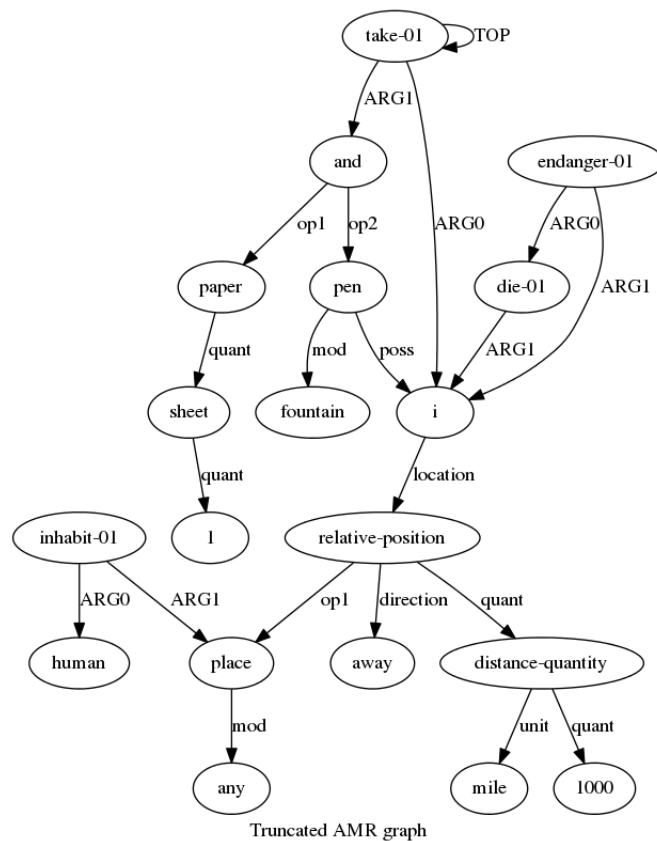 take-01 TOP
ARG1
and endanger-01
op1 op2 ARG0 ARG0
paper pen die-01 ARG1
quant mod poss ARG1
sheet fountain i
quant location
inhabit-01 1 relative-position
ARG0 ARG1 op1 direction quant
human place away distance-quantity
mod unit quant
any mile 1000
Truncated AMR graph